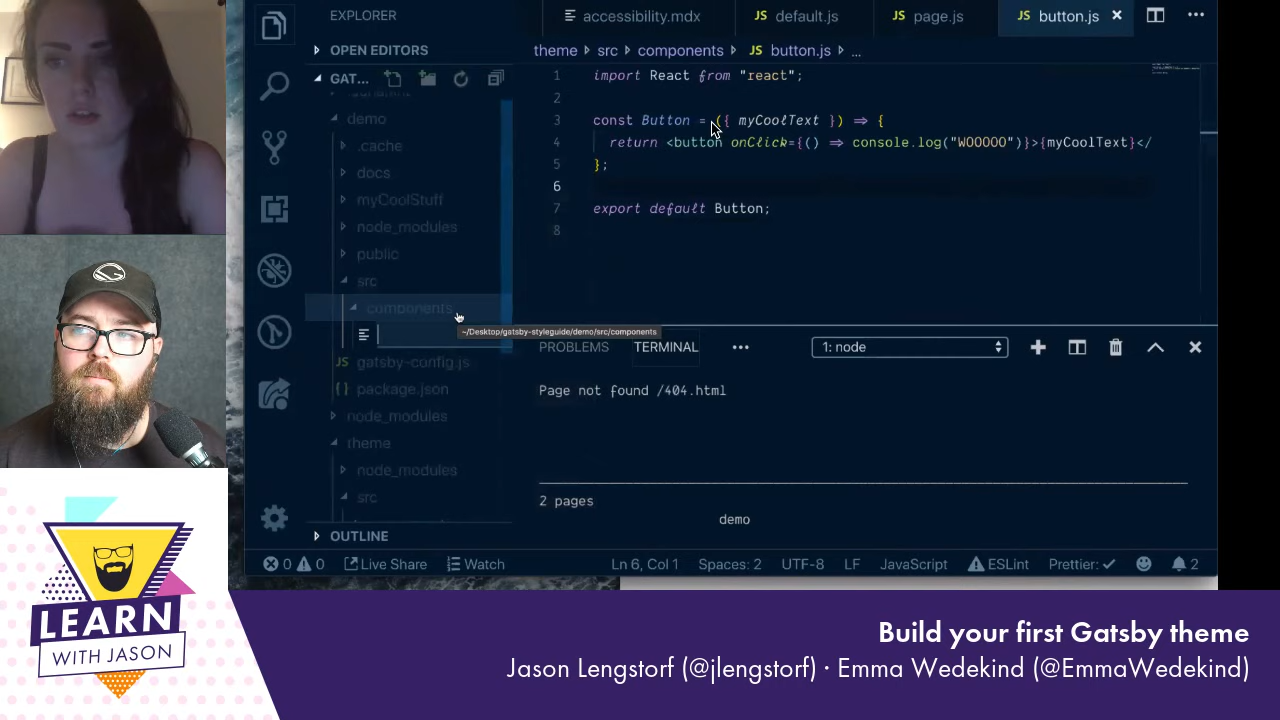 EXPLORER
OPEN EDITORS
GAT...
demo
.cache
docs
myCoolStuff
node_modules
public
src
components
~/Desktop/gatsby-styleguide/demo/src/components
gatsby-config.js
{ } package.json
node_modules
theme
node_modules
src
OUTLINE
accessibility.mdx
JS default.js
JS page.js
JS button.js ×
theme src components JS button.js ...
1 import React from "react";
2
3 const Button = ({ myCoolText }) ⇒ {
4 return <button onClick={() ⇒ console.log("WOOOOO")}>{myCoolText}</
5 };
6
7 export default Button;
8
PROBLEMS TERMINAL ••• 1: node
Page not found /404.html
2 pages
demo
0 0 Live Share Watch Ln 6, Col 1 Spaces: 2 UTF-8 LF JavaScript ESLint Prettier: ✓ 2
LEARN
WITH JASON
Build your first Gatsby theme
Jason Lengstorf (@jlengstorf) · Emma Wedekind (@EmmaWedekind)